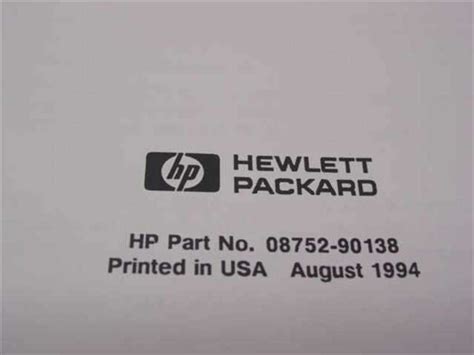 hp HEWLETT
PACKARD
HP Part No. 08752-90138
Printed in USA August 1994